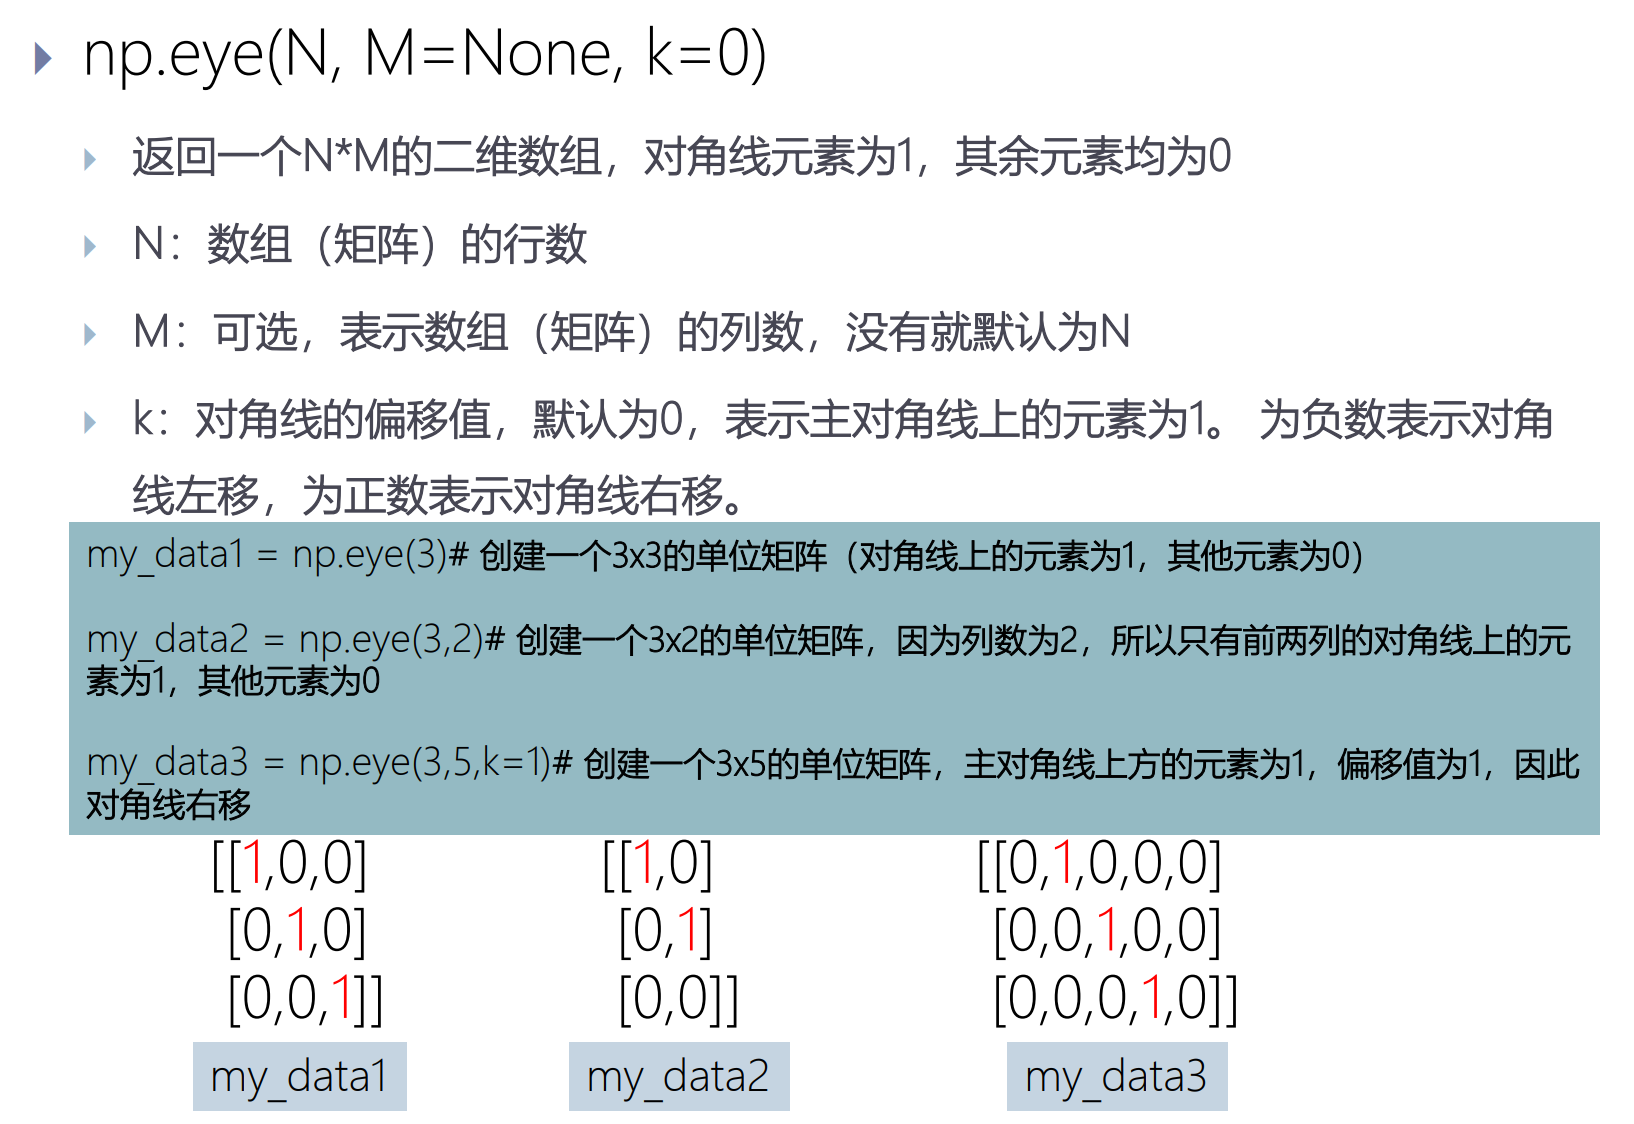 np.eye(N, M=None, k=0)
返回一个N*M的二维数组，对角线元素为1，其余元素均为0
N：数组（矩阵）的行数
M：可选，表示数组（矩阵）的列数，没有就默认为N
k：对角线的偏移值，默认为0，表示主对角线上的元素为1。 为负数表示对角
线左移，为正数表示对角线右移。
my_data1 = np.eye(3)# 创建一个3x3的单位矩阵（对角线上的元素为1，其他元素为0）
my_data2 = np.eye(3,2)# 创建一个3x2的单位矩阵，因为列数为2，所以只有前两列的对角线上的元
素为1，其他元素为0
my_data3 = np.eye(3,5,k=1)# 创建一个3x5的单位矩阵，主对角线上方的元素为1，偏移值为1，因此
对角线右移
[[1,0,0]
[0,1,0]
[0,0,1]]
my_data1
[[1,0]
[0,1]
[0,0]]
my_data2
[[0,1,0,0,0]
[0,0,1,0,0]
[0,0,0,1,0]]
my_data3